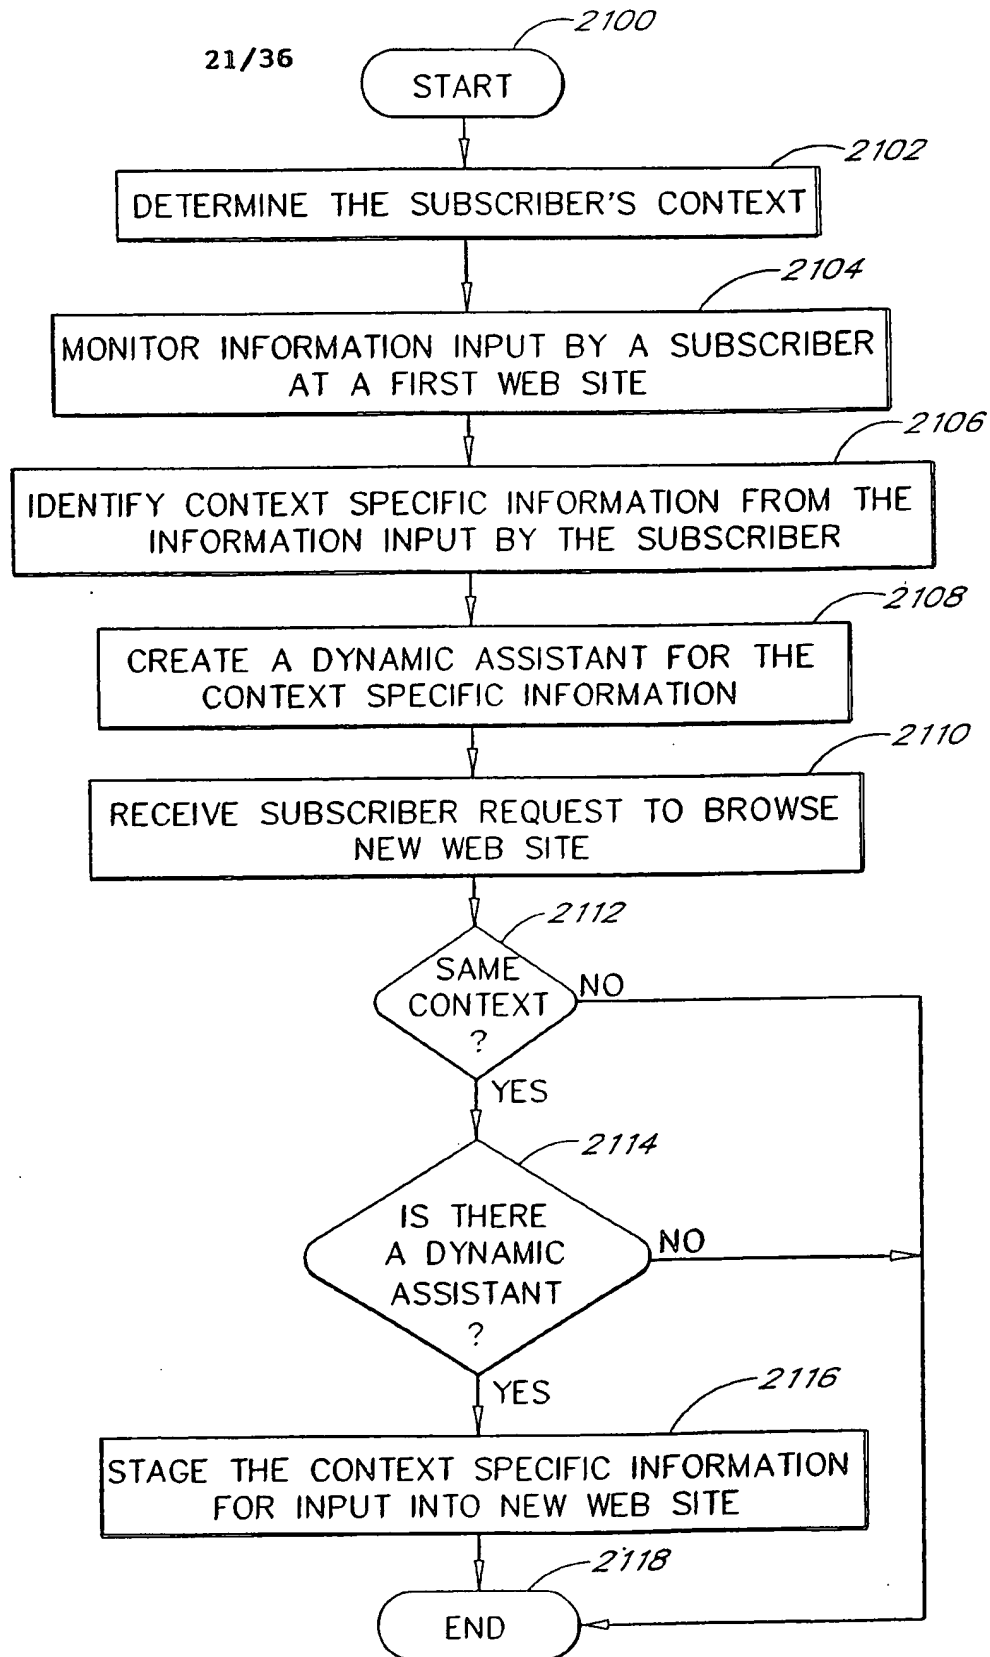 21/36
2100
START
2102
DETERMINE THE SUBSCRIBER'S CONTEXT
2104
MONITOR INFORMATION INPUT BY A SUBSCRIBER
AT A FIRST WEB SITE
2106
IDENTIFY CONTEXT SPECIFIC INFORMATION FROM THE
INFORMATION INPUT BY THE SUBSCRIBER
2108
CREATE A DYNAMIC ASSISTANT FOR THE
CONTEXT SPECIFIC INFORMATION
2110
RECEIVE SUBSCRIBER REQUEST TO BROWSE
NEW WEB SITE
2112
SAME
CONTEXT
?
NO
YES
2114
IS THERE
A DYNAMIC
ASSISTANT
?
NO
YES
2116
STAGE THE CONTEXT SPECIFIC INFORMATION
FOR INPUT INTO NEW WEB SITE
2118
END